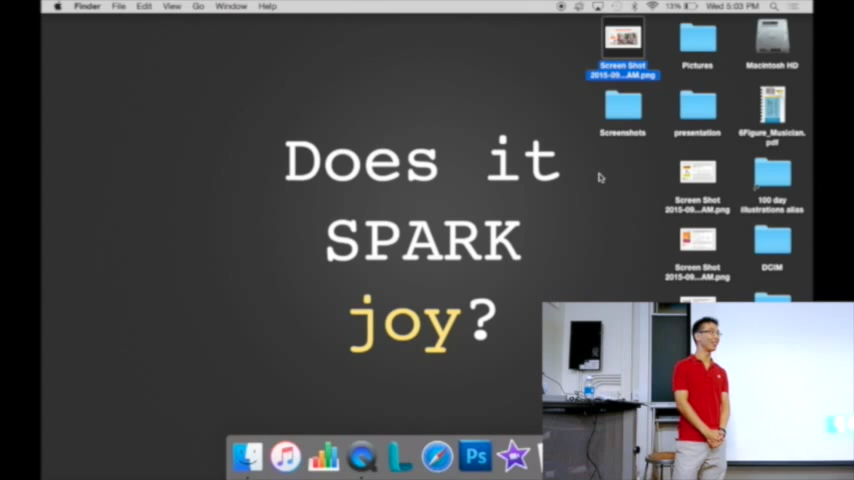 Finder File Edit View Go Window Help
13% Wed 5:03 PM
Screen Shot
2015-09...AM.png
Pictures
Macintosh HD
Screenshots
presentation
6Figure_Musician.
pdf
Screen Shot
2015-09...AM.png
100 day
illustrations alias
Screen Shot
2015-09...AM.png
DCIM
Does it
SPARK
joy?
Ps